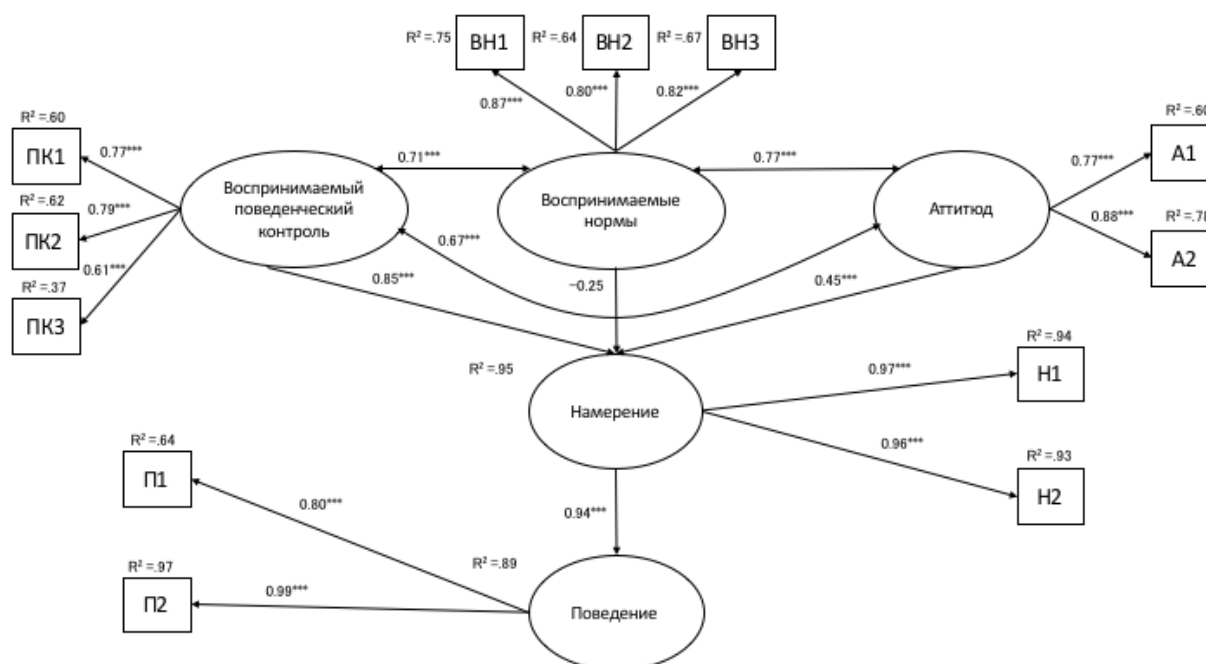 R² =.75
ВН1
R² =.64
ВН2
R² =.67
ВН3
0.87***
0.80***
0.82***
R² =.60
ПК1
0.77***
R² =.62
ПК2
0.79***
0.61***
R² =.37
ПК3
Воспринимаемый
поведенческий
контроль
0.71***
Воспринимаемые
нормы
0.77***
Аттитюд
0.77***
R² =.60
А1
0.88***
R² =.78
А2
0.67***
0.85***
−0.25
0.45***
R² =.95
Намерение
0.97***
R² =.94
Н1
0.96***
R² =.93
Н2
0.94***
R² =.64
П1
0.80***
R² =.97
П2
0.99***
R² =.89
Поведение